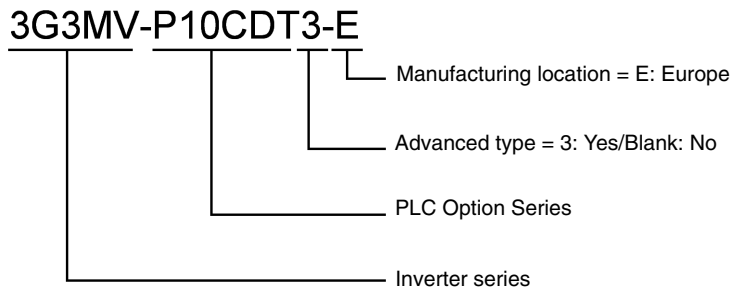 3G3MV-P10CDT3-E
Manufacturing location = E: Europe
Advanced type = 3: Yes/Blank: No
PLC Option Series
Inverter series